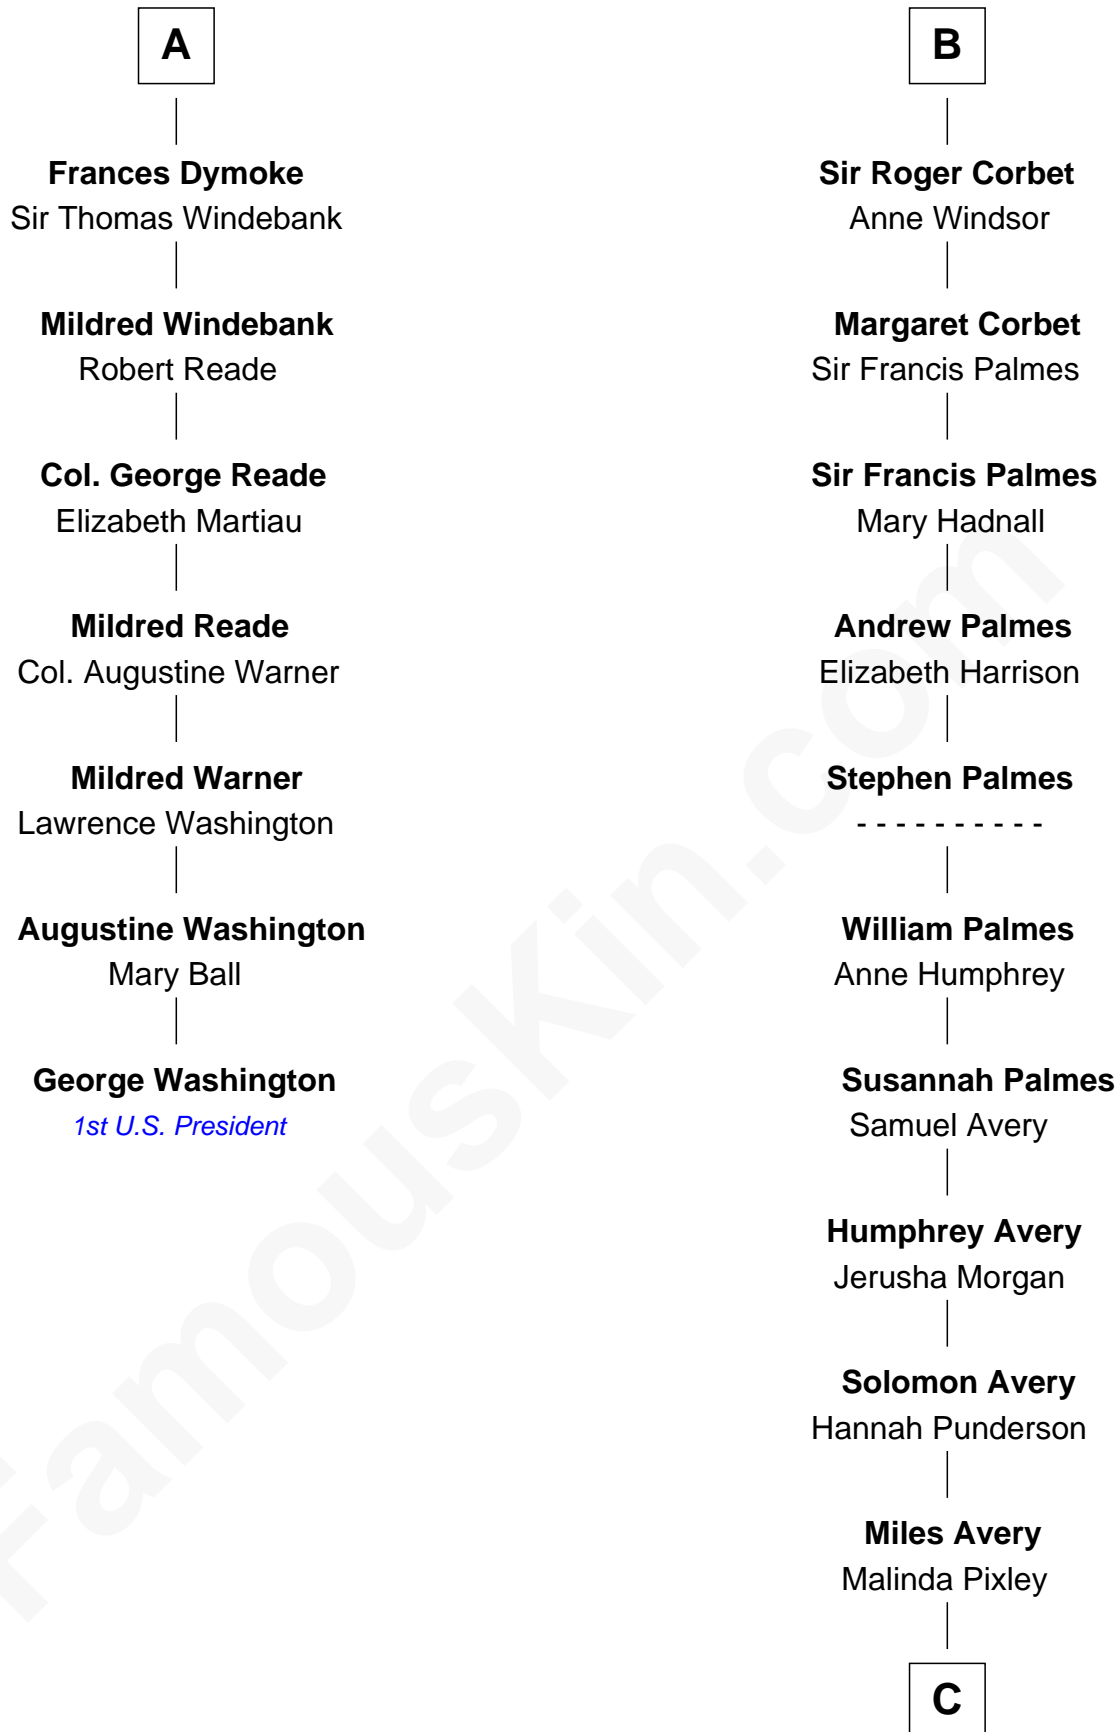 A
Frances Dymoke
Sir Thomas Windebank
Mildred Windebank
Robert Reade
Col. George Reade
Elizabeth Martiau
Mildred Reade
Col. Augustine Warner
Mildred Warner
Lawrence Washington
Augustine Washington
Mary Ball
George Washington
1st U.S. President
B
Sir Roger Corbet
Anne Windsor
Margaret Corbet
Sir Francis Palmes
Sir Francis Palmes
Mary Hadnall
Andrew Palmes
Elizabeth Harrison
Stephen Palmes
- - - - - - - - - -
William Palmes
Anne Humphrey
Susannah Palmes
Samuel Avery
Humphrey Avery
Jerusha Morgan
Solomon Avery
Hannah Punderson
Miles Avery
Malinda Pixley
C
FamousKin.com